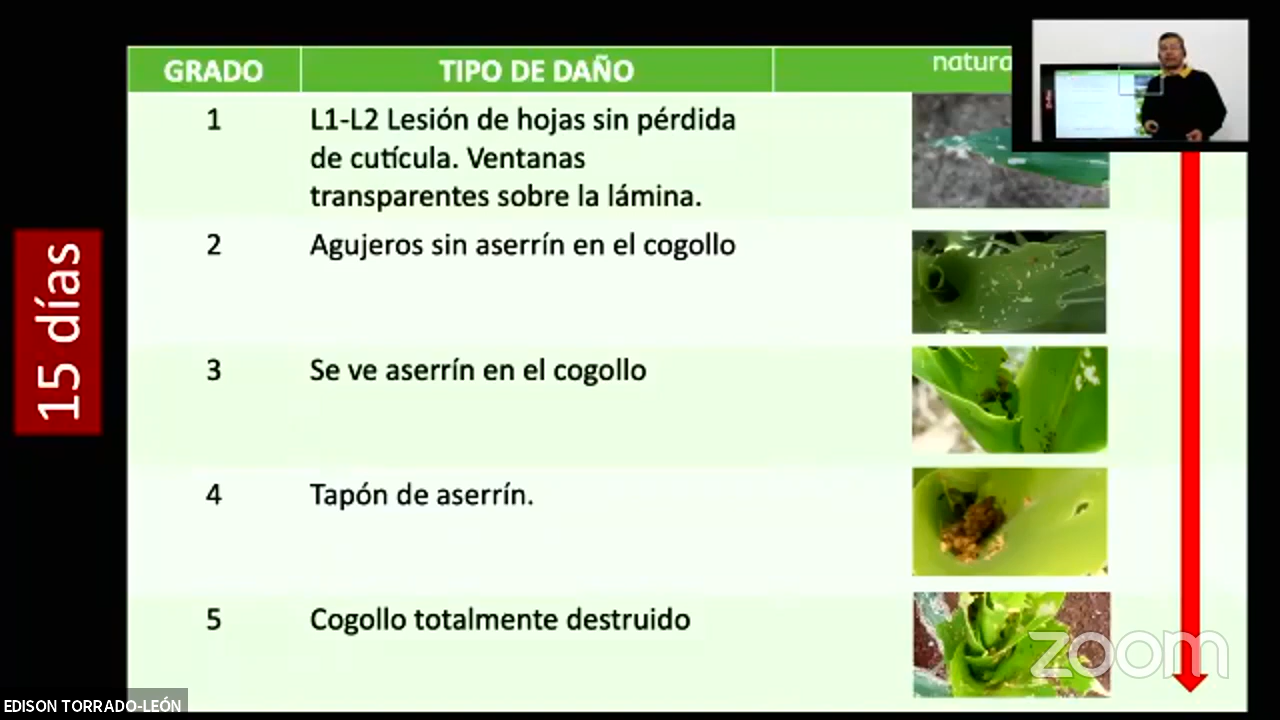 GRADO
TIPO DE DAÑO
natura
1
L1-L2 Lesión de hojas sin pérdida
de cutícula. Ventanas
transparentes sobre la lámina.
2
Agujeros sin aserrín en el cogollo
3
Se ve aserrín en el cogollo
4
Tapón de aserrín.
5
Cogollo totalmente destruido
15 días
zoom
EDISON TORRADO-LEÓN